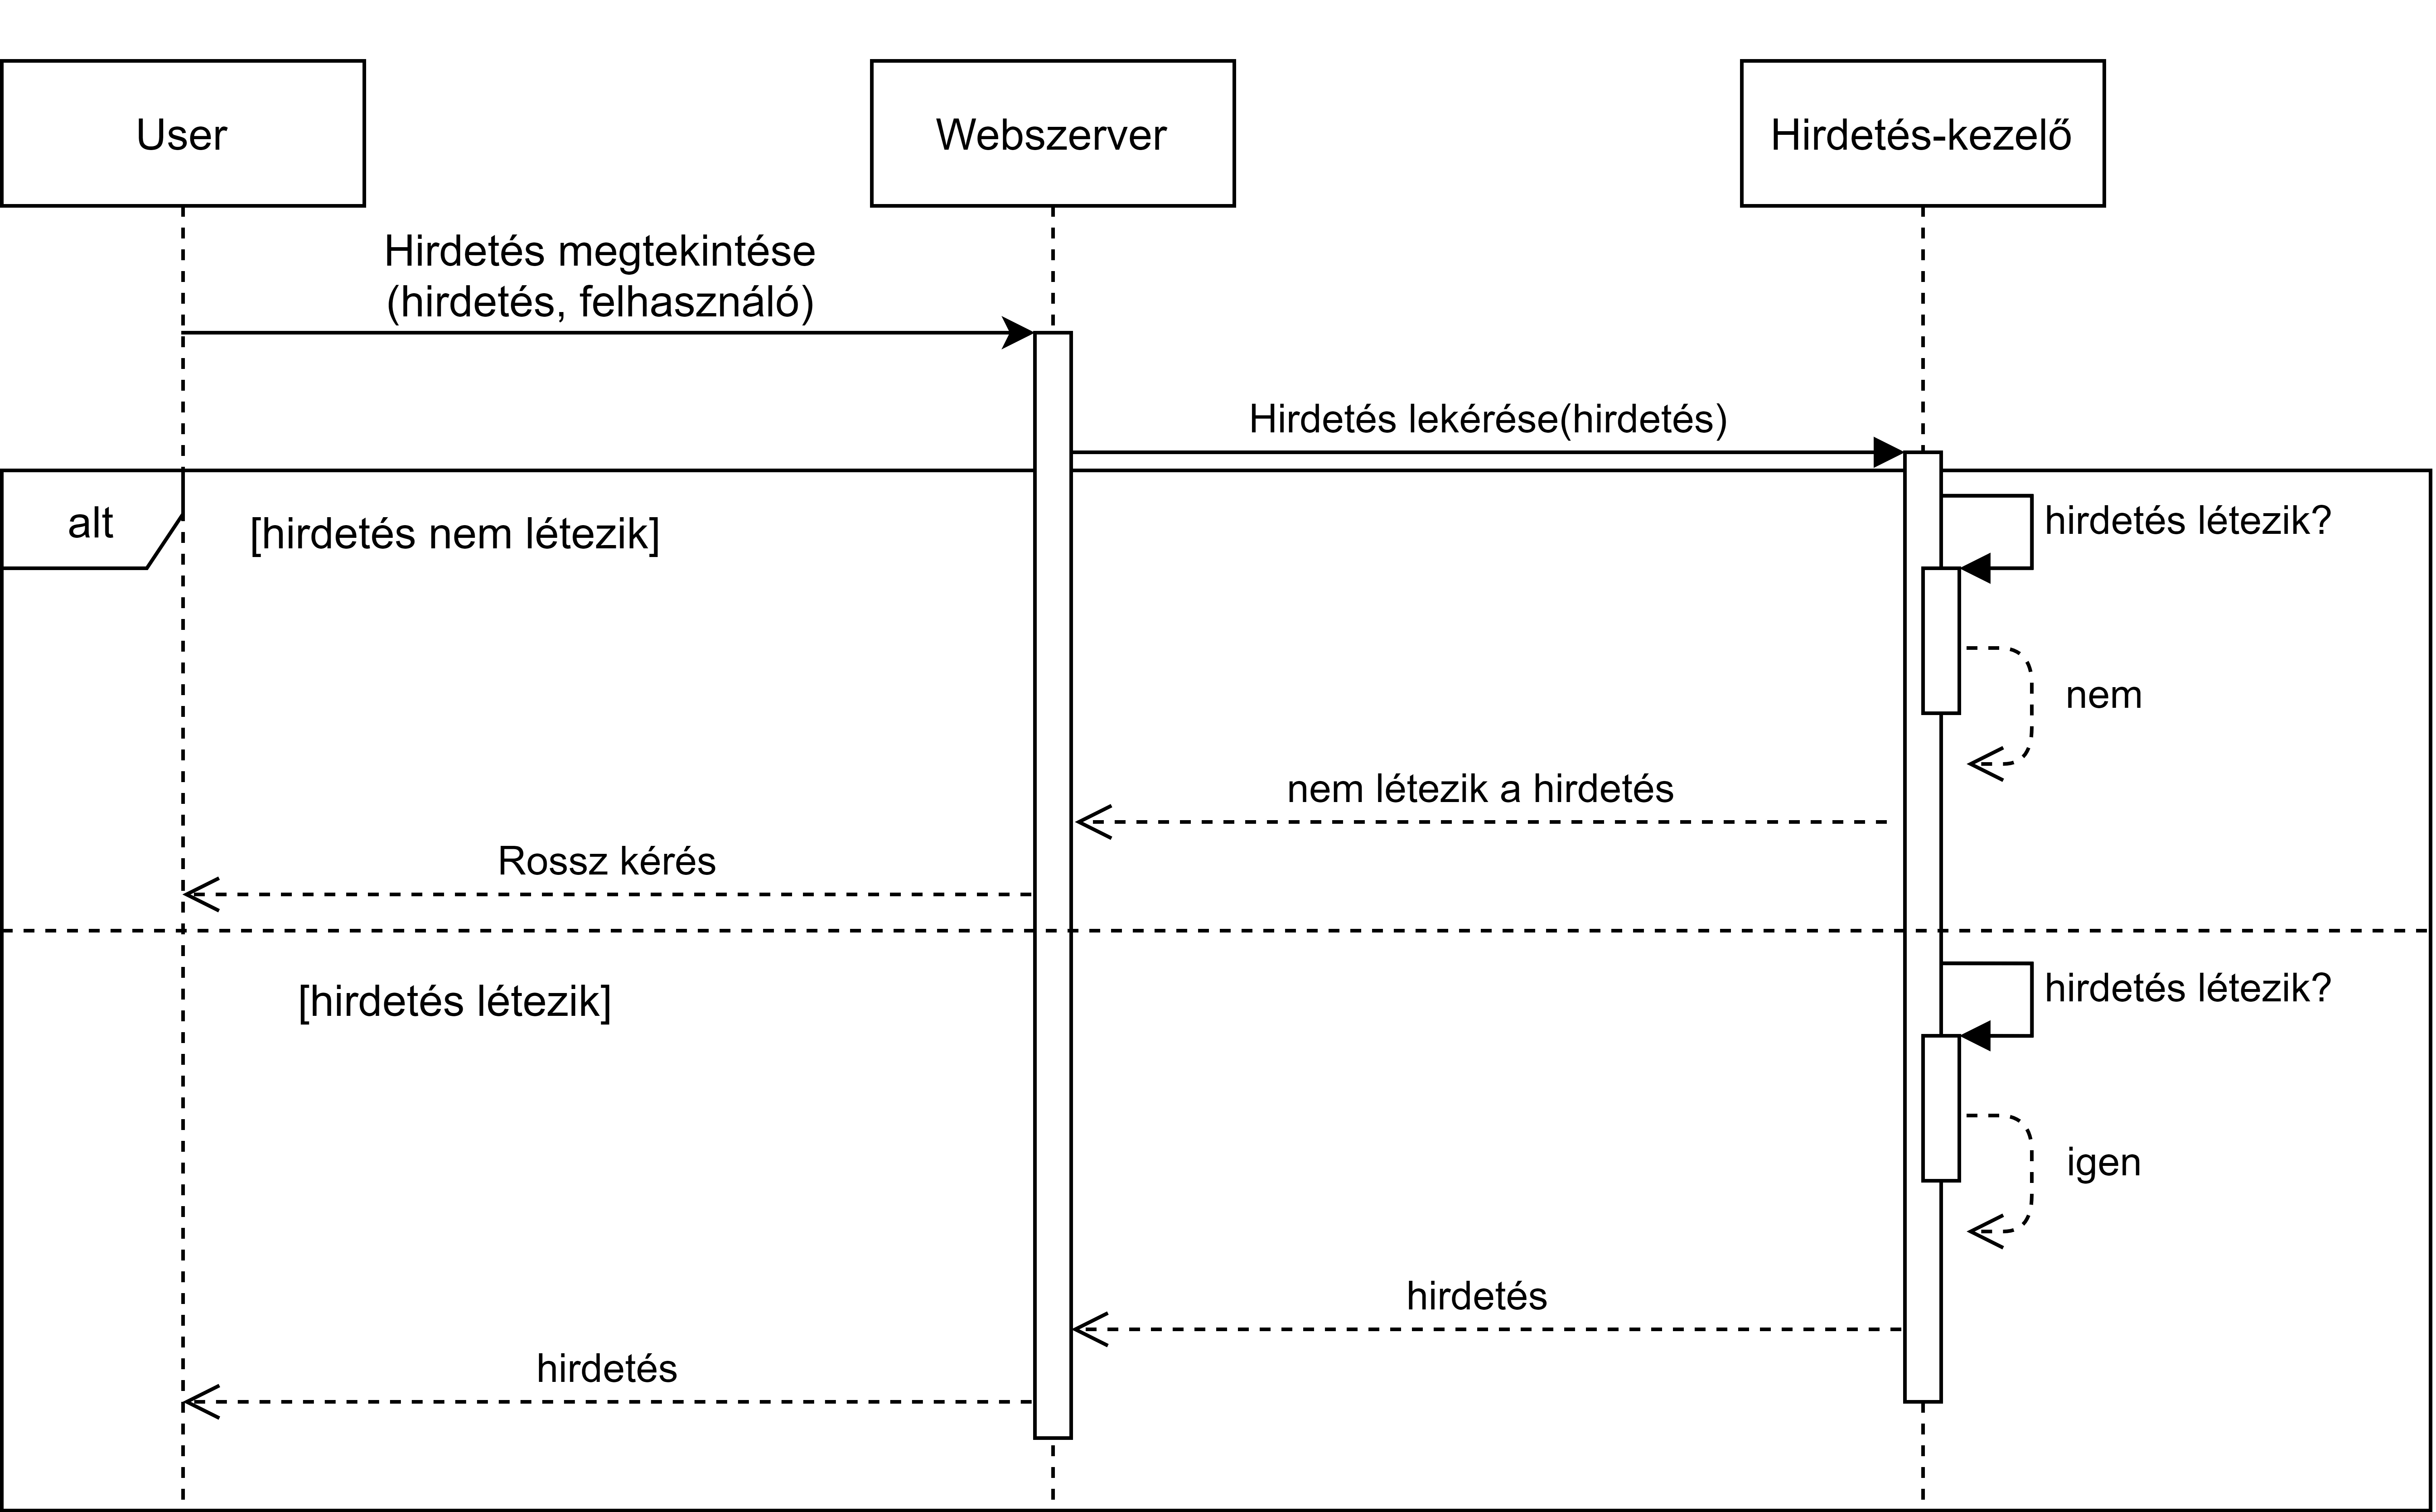 User
Webszerver
Hirdetés-kezelő
Hirdetés megtekintése
(hirdetés, felhasználó)
Hirdetés lekérése(hirdetés)
alt
[hirdetés nem létezik]
hirdetés létezik?
nem
nem létezik a hirdetés
Rossz kérés
[hirdetés létezik]
hirdetés létezik?
igen
hirdetés
hirdetés